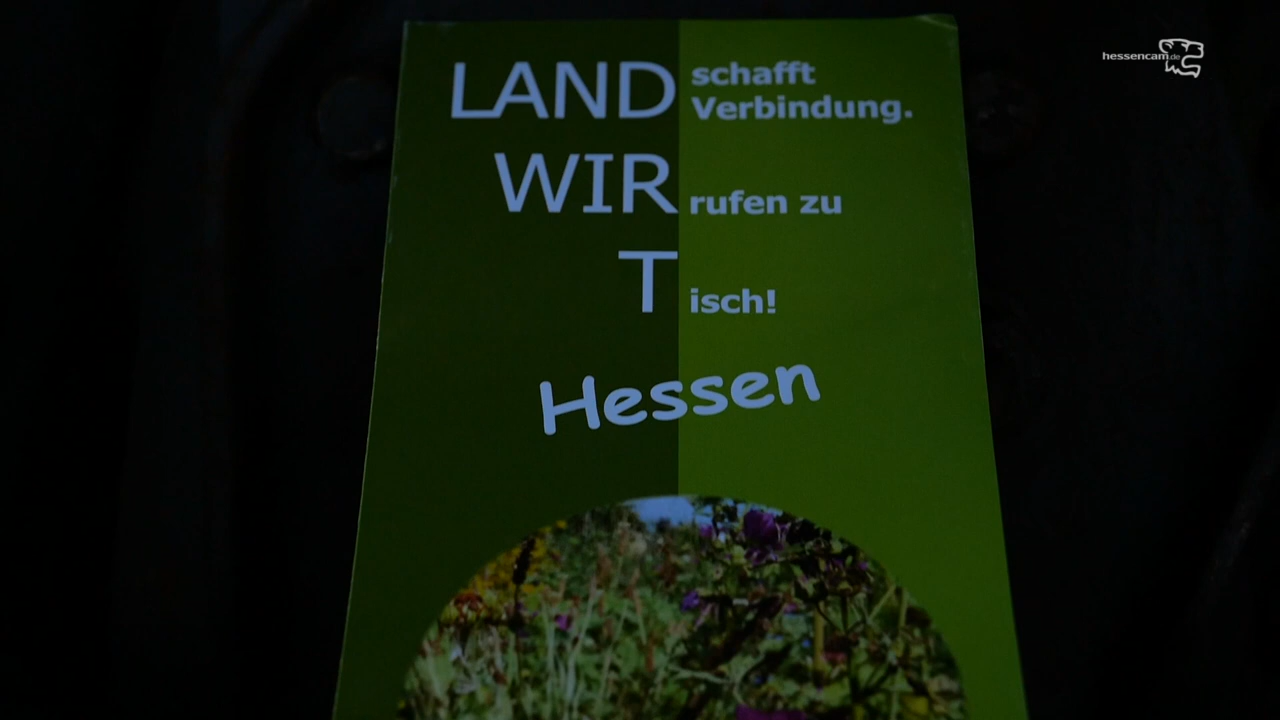 hessencam.de
LAND schafft
Verbindung.
WIR rufen zu
T isch!
Hessen